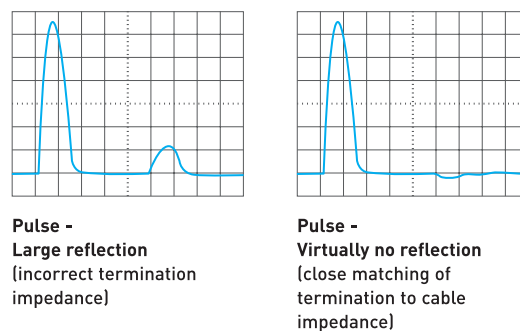 Pulse -
Large reflection
(incorrect termination
impedance)
Pulse -
Virtually no reflection
(close matching of
termination to cable
impedance)